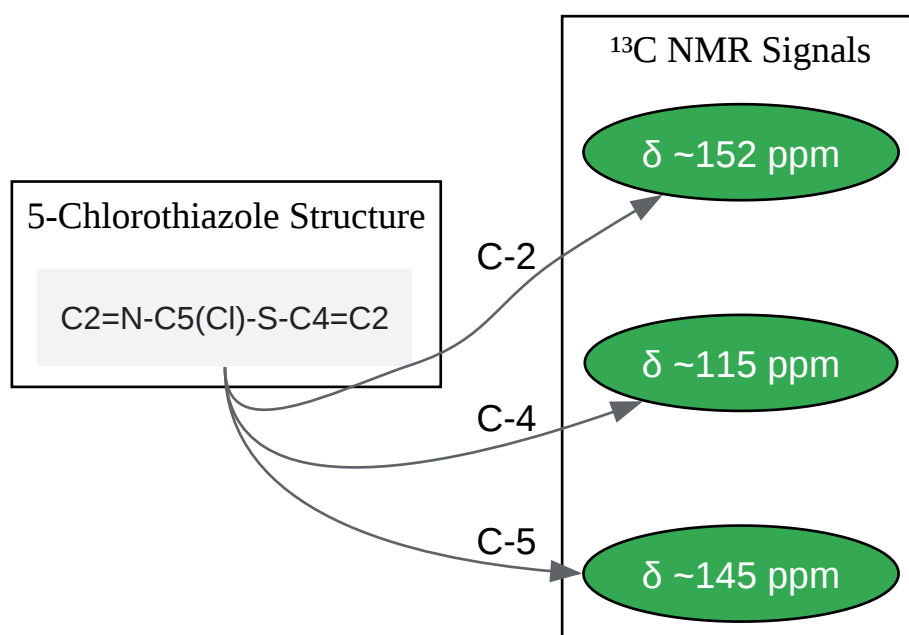 ¹³C NMR Signals
δ ~152 ppm
5-Chlorothiazole Structure
C-2
C2=N-C5(Cl)-S-C4=C2
δ ~115 ppm
C-4
C-5
δ ~145 ppm